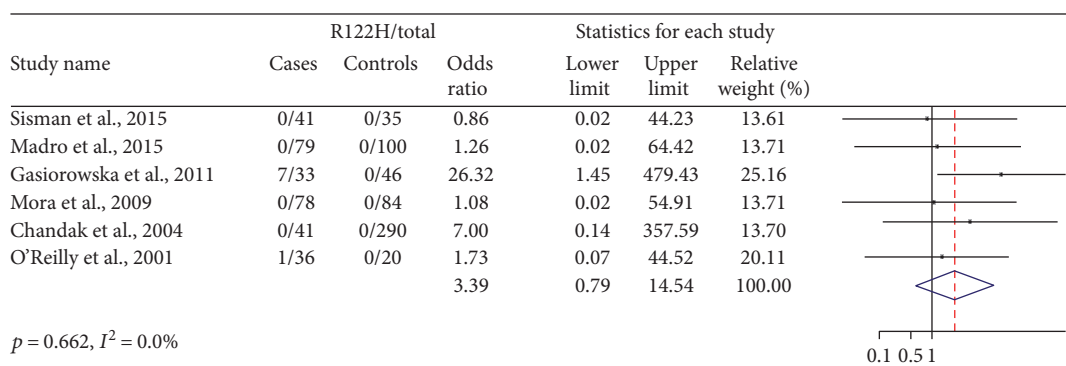 R122H/total Statistics for each study
Study name Cases Controls Odds ratio Lower limit Upper limit Relative weight (%)
Sisman et al., 2015 0/41 0/35 0.86 0.02 44.23 13.61
Madro et al., 2015 0/79 0/100 1.26 0.02 64.42 13.71
Gasiorowska et al., 2011 7/33 0/46 26.32 1.45 479.43 25.16
Mora et al., 2009 0/78 0/84 1.08 0.02 54.91 13.71
Chandak et al., 2004 0/41 0/290 7.00 0.14 357.59 13.70
O'Reilly et al., 2001 1/36 0/20 1.73 0.07 44.52 20.11
3.39 0.79 14.54 100.00
p = 0.662, I² = 0.0%
0.1 0.5 1